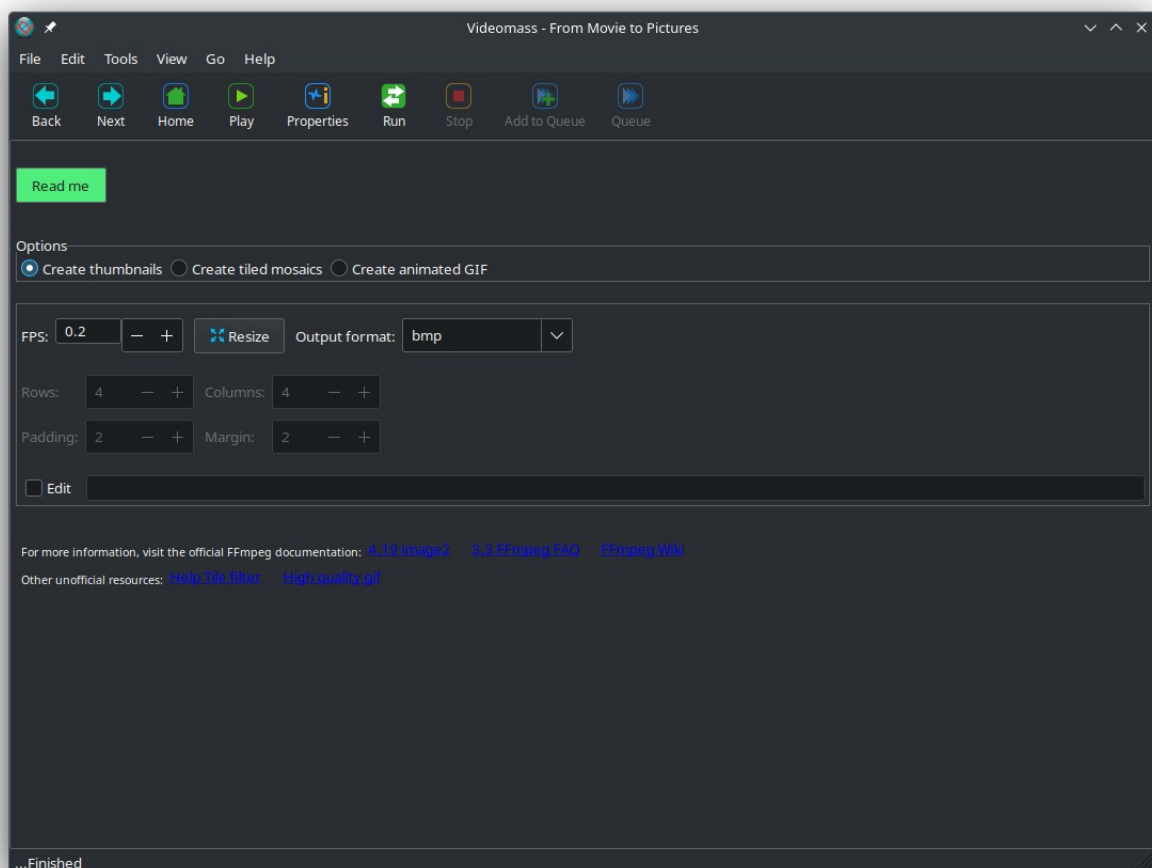 Videomass - From Movie to Pictures
File Edit Tools View Go Help
Back Next Home Play Properties Run Stop Add to Queue Queue
Read me
Options
Create thumbnails Create tiled mosaics Create animated GIF
FPS: 0.2 Resize Output format: bmp
Rows: 4 Columns: 4
Padding: 2 Margin: 2
Edit
For more information, visit the official FFmpeg documentation: 4.19 image2 3.3 FFmpeg FAQ FFmpeg Wiki
Other unofficial resources: Help Tile filter High quality gif
...Finished